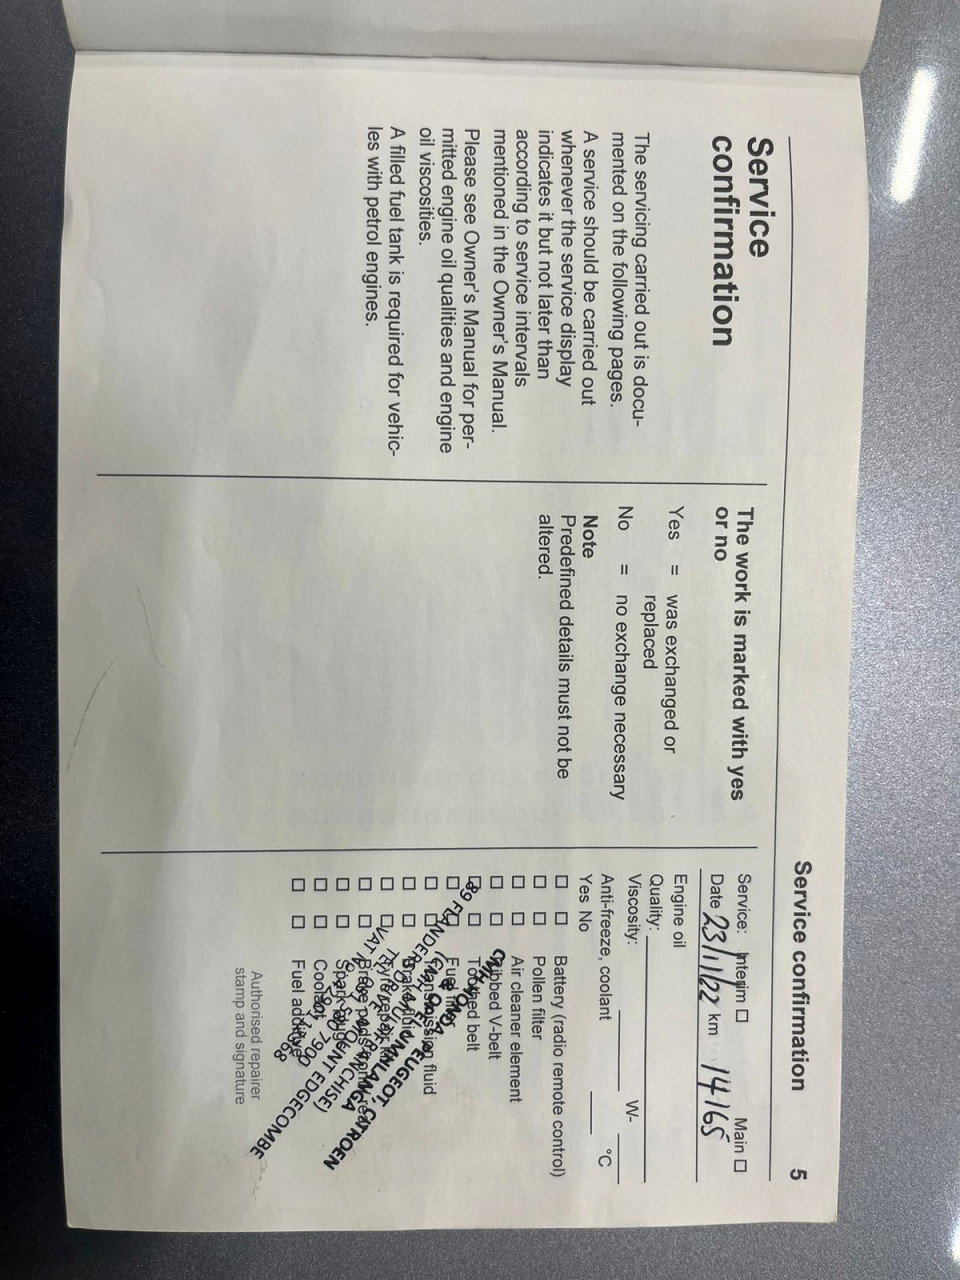 Service confirmation 5
Service
confirmation
The servicing carried out is docu-
mented on the following pages.
A service should be carried out
whenever the service display
indicates it but not later than
according to service intervals
mentioned in the Owner's Manual.
Please see Owner's Manual for per-
mitted engine oil qualities and engine
oil viscosities.
A filled fuel tank is required for vehic-
les with petrol engines.
The work is marked with yes
or no
Yes = was exchanged or
replaced
No = no exchange necessary
Note
Predefined details must not be
altered.
Service: Interim ☐ Main ☐
Date 23/11/22 km 14165
Engine oil
Quality:
Viscosity: W-
Anti-freeze, coolant °C
Yes No
☐ ☐ Battery (radio remote control)
☐ ☐ Pollen filter
☐ ☐ Air cleaner element
☐ ☐ Ribbed V-belt
☐ ☐ Toothed belt
☐ ☐ Fuel filter
☐ ☐ Transmission fluid
☐ ☐ Brake fluid
☐ ☐ Tyre repair kit
☐ ☐ Brake pads
☐ ☐ Spark plugs
☐ ☐ Coolant
☐ ☐ Fuel additive
PEUGEOT, CITROEN
UMHLANGA
FRANCHISE)
MOUNT EDGECOMBE
Authorised repairer
stamp and signature